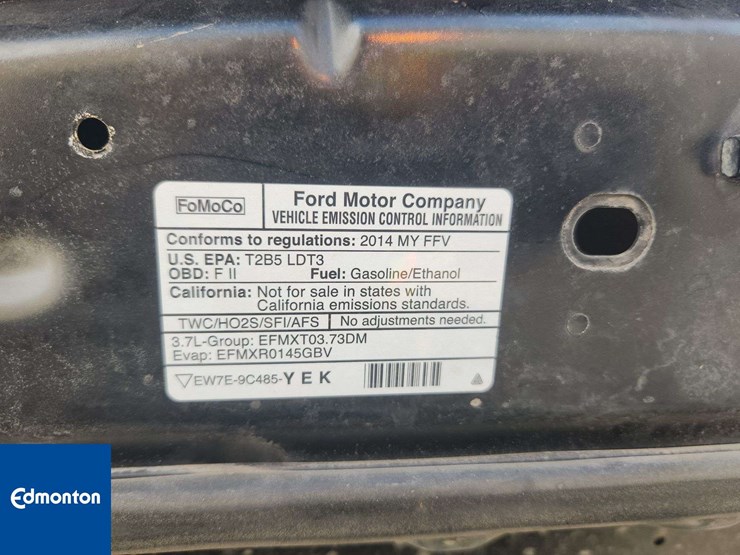 FoMoCo
Ford Motor Company
VEHICLE EMISSION CONTROL INFORMATION
Conforms to regulations: 2014 MY FFV
U.S. EPA: T2B5 LDT3
OBD: F II Fuel: Gasoline/Ethanol
California: Not for sale in states with
California emissions standards.
TWC/HO2S/SFI/AFS No adjustments needed.
3.7L-Group: EFMXT03.73DM
Evap: EFMXR0145GBV
EW7E-9C485-YEK
Edmonton